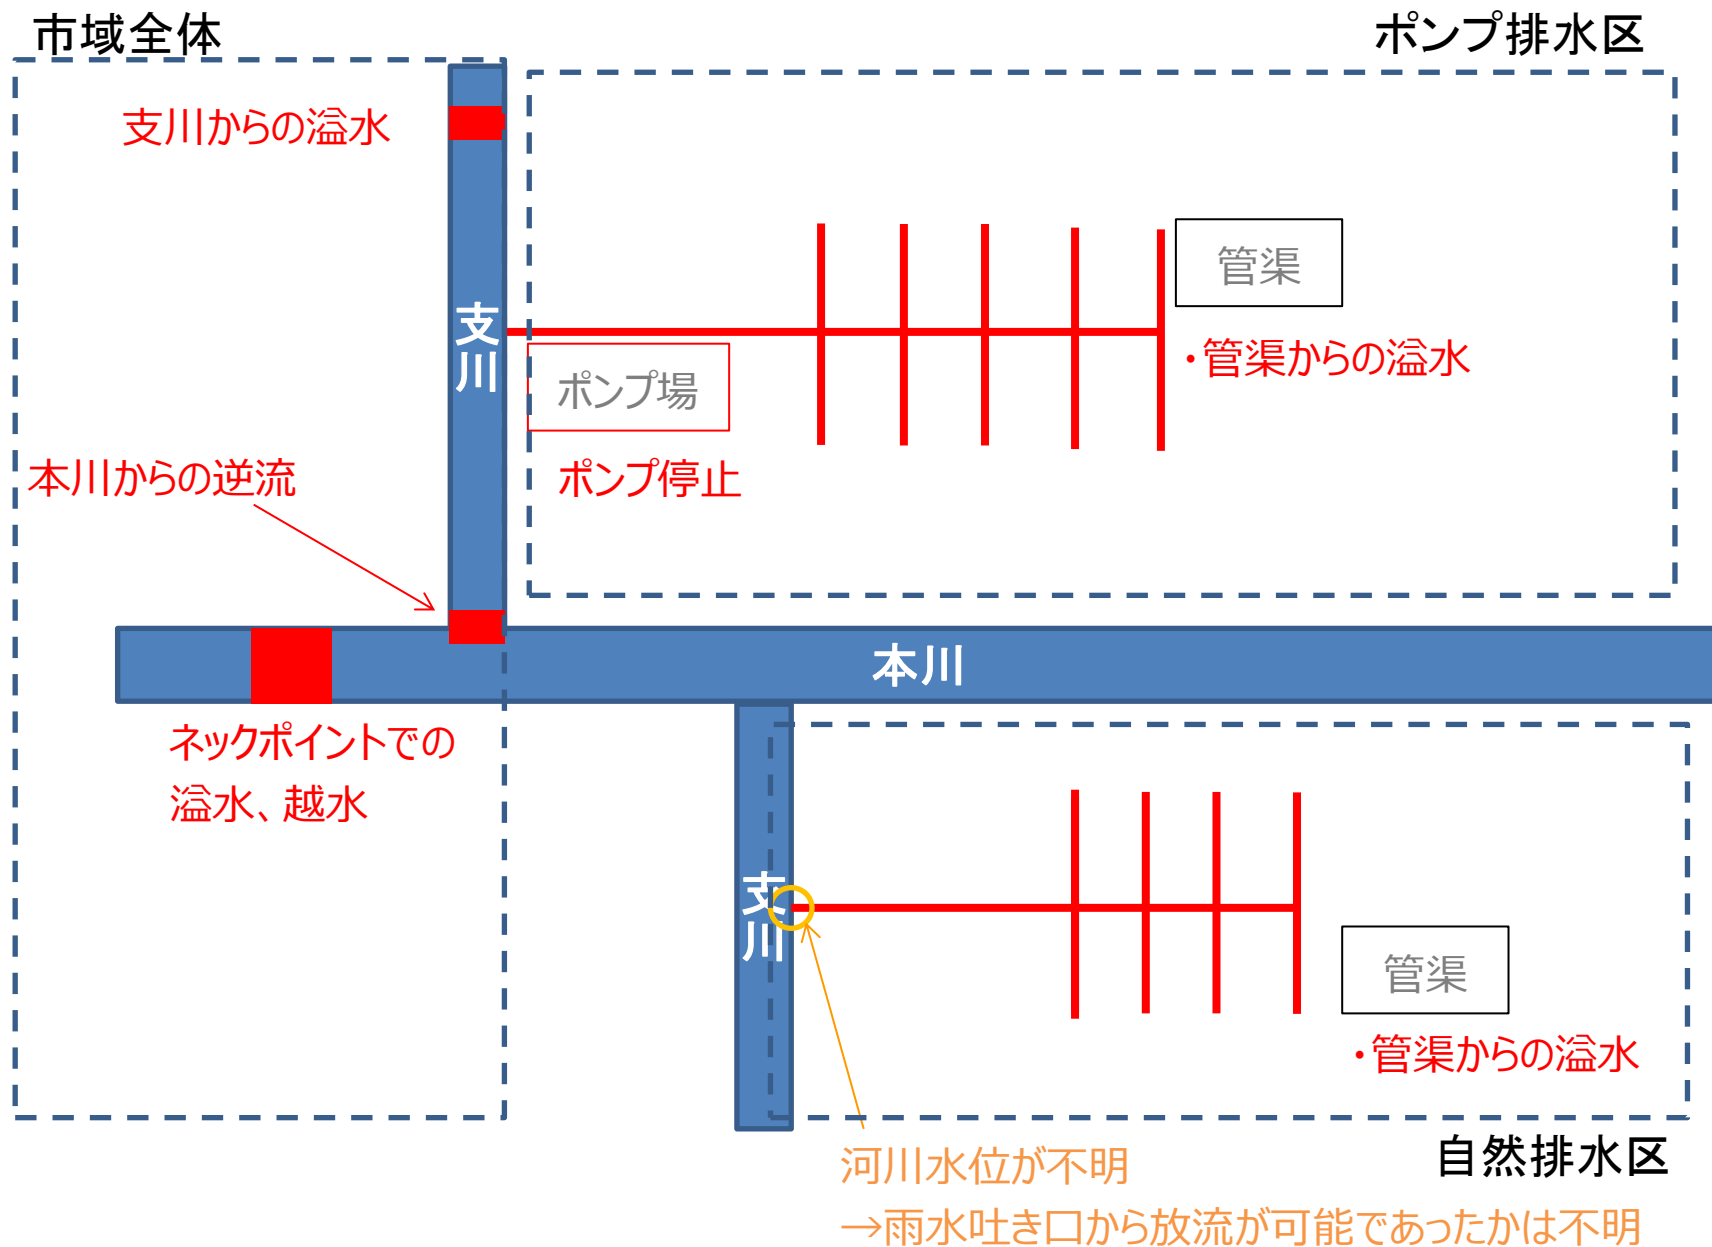 市域全体
ポンプ排水区
支川からの溢水
管渠
・管渠からの溢水
支川
ポンプ場
ポンプ停止
本川からの逆流
本川
ネックポイントでの
溢水、越水
支川
管渠
・管渠からの溢水
自然排水区
河川水位が不明
→雨水吐き口から放流が可能であったかは不明